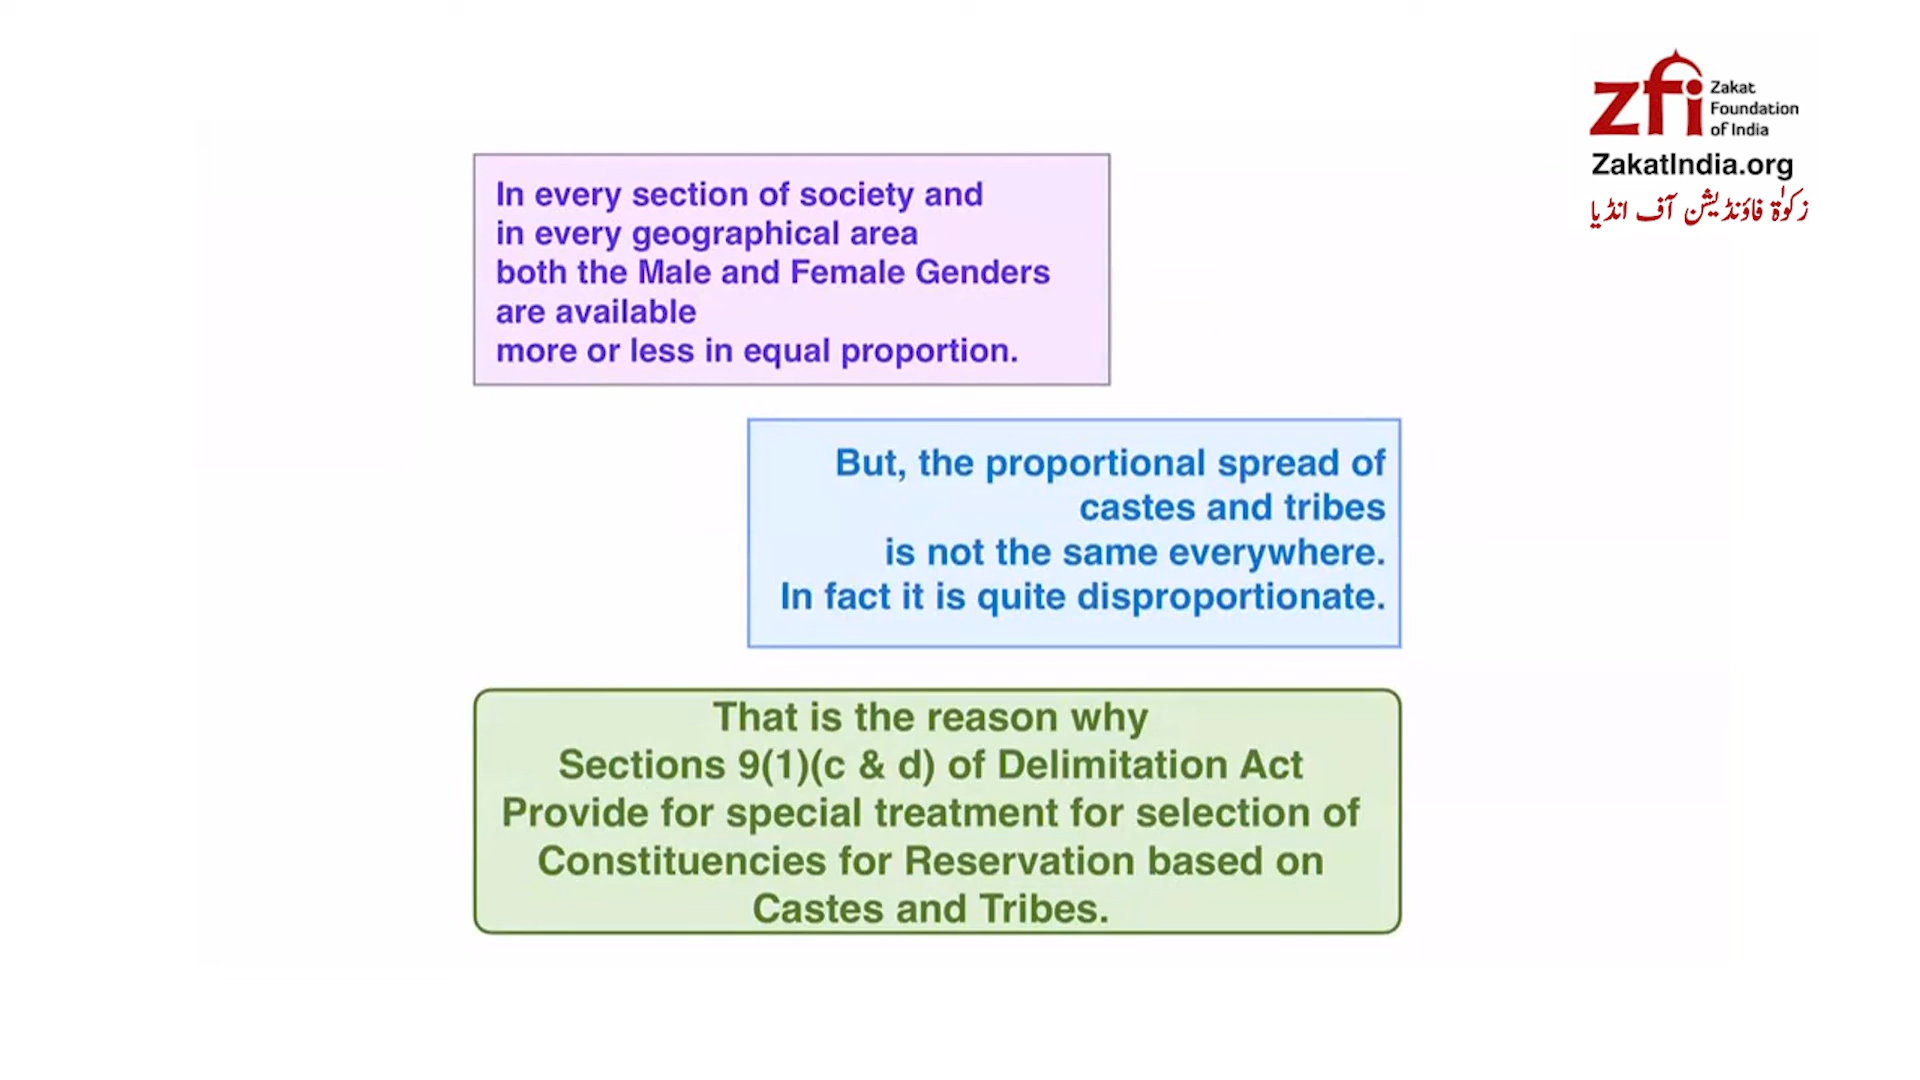 zfi
Zakat
Foundation
of India
ZakatIndia.org
زکوٰۃ فاؤنڈیشن آف انڈیا
In every section of society and
in every geographical area
both the Male and Female Genders
are available
more or less in equal proportion.
But, the proportional spread of
castes and tribes
is not the same everywhere.
In fact it is quite disproportionate.
That is the reason why
Sections 9(1)(c & d) of Delimitation Act
Provide for special treatment for selection of
Constituencies for Reservation based on
Castes and Tribes.